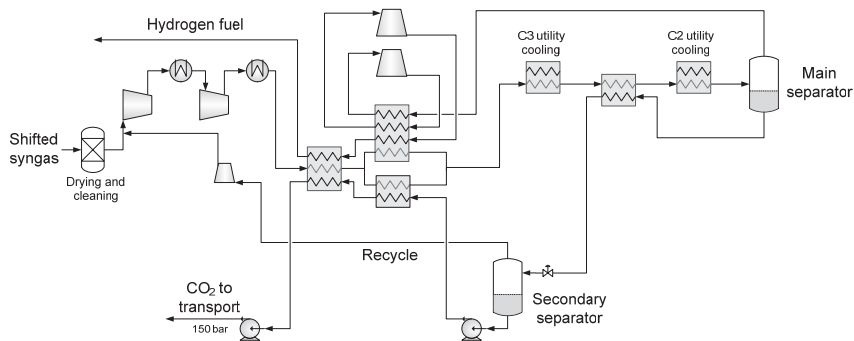 Hydrogen fuel
C3 utility
cooling
C2 utility
cooling
Main
separator
Shifted
syngas
Drying and
cleaning
Recycle
CO2 to
transport
150 bar
Secondary
separator